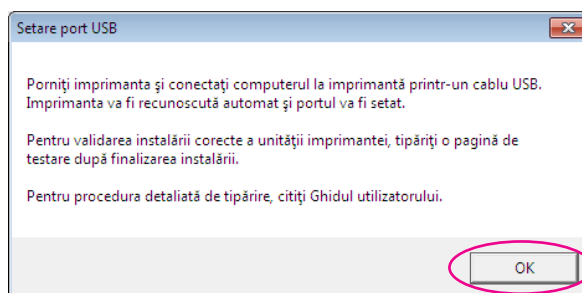 Setare port USB
Porniţi imprimanta şi conectaţi computerul la imprimantă printr-un cablu USB.
Imprimanta va fi recunoscută automat şi portul va fi setat.
Pentru validarea instalării corecte a unităţii imprimantei, tipăriţi o pagină de
testare după finalizarea instalării.
Pentru procedura detaliată de tipărire, citiţi Ghidul utilizatorului.
OK